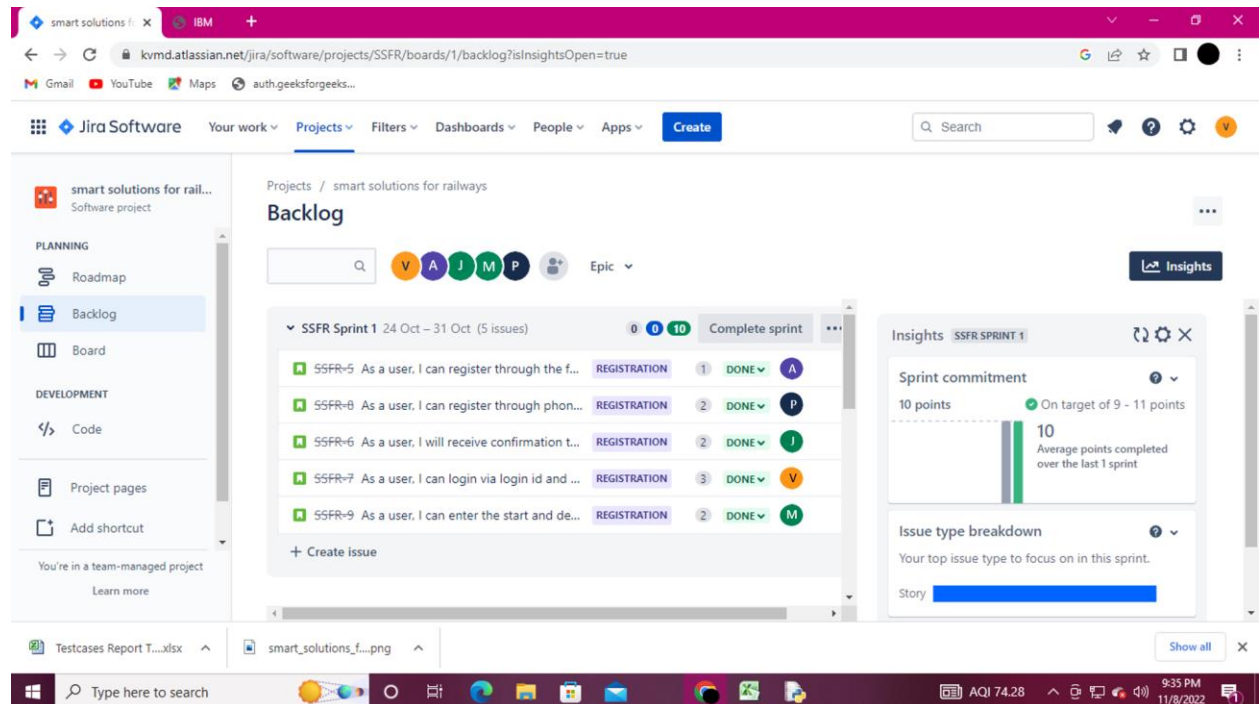 smart solutions f
IBM
kvmd.atlassian.net/jira/software/projects/SSFR/boards/1/backlog?isInsightsOpen=true
Gmail YouTube Maps auth.geeksforgeeks...
Jira Software Your work Projects Filters Dashboards People Apps Create Search V
smart solutions for rail...
Software project
PLANNING
Roadmap
Backlog
Board
DEVELOPMENT
Code
Project pages
Add shortcut
You're in a team-managed project
Learn more
Projects / smart solutions for railways
Backlog
V A J M P Epic
Insights
SSFR Sprint 1 24 Oct – 31 Oct (5 issues) 0 0 10 Complete sprint
SSFR-5 As a user, I can register through the f... REGISTRATION 1 DONE A
SSFR-8 As a user, I can register through phon... REGISTRATION 2 DONE P
SSFR-6 As a user, I will receive confirmation t... REGISTRATION 2 DONE J
SSFR-7 As a user, I can login via login id and ... REGISTRATION 3 DONE V
SSFR-9 As a user, I can enter the start and de... REGISTRATION 2 DONE M
+ Create issue
Insights SSFR SPRINT 1
Sprint commitment
10 points On target of 9 - 11 points
10
Average points completed
over the last 1 sprint
Issue type breakdown
Your top issue type to focus on in this sprint.
Story
Testcases Report T....xlsx smart_solutions_f....png Show all
Type here to search AQI 74.28 9:35 PM
11/8/2022
1